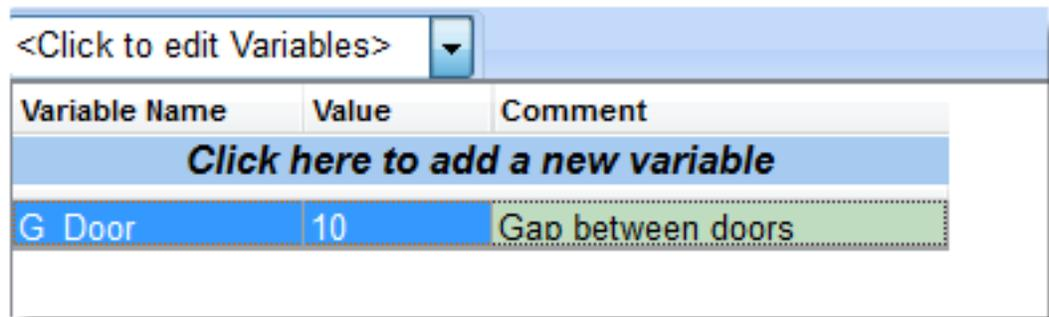 <Click to edit Variables>
Variable Name Value Comment
Click here to add a new variable
G_Door 10 Gap between doors